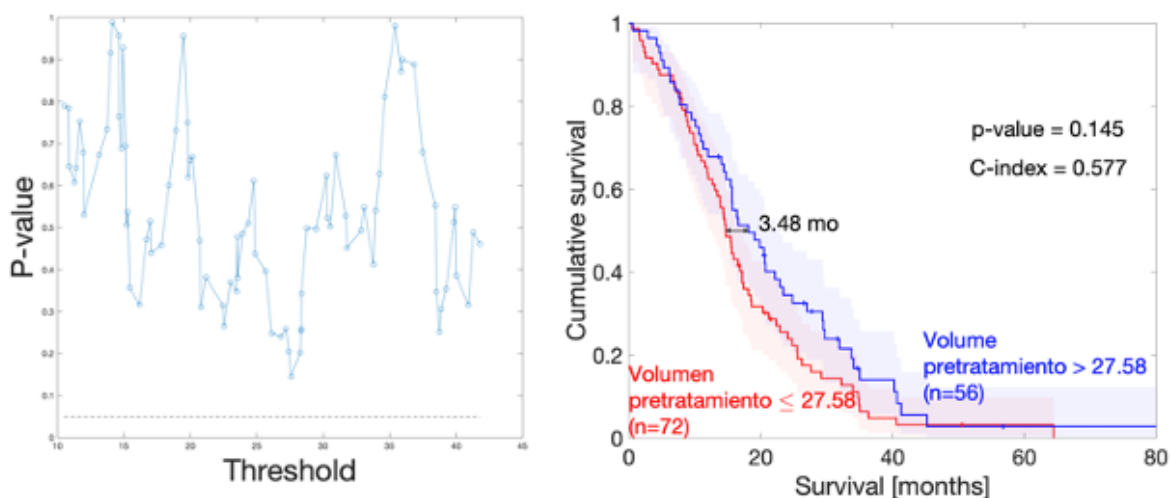 P-value
1
0.9
0.8
0.7
0.6
0.5
0.4
0.3
0.2
0.1
0
10 15 20 25 30 35 40 45
Threshold
Cumulative survival
1
0.8
0.6
0.4
0.2
0
p-value = 0.145
C-index = 0.577
3.48 mo
Volumen
pretratamiento ≤ 27.58
(n=72)
Volume
pretratamiento > 27.58
(n=56)
0 20 40 60 80
Survival [months]